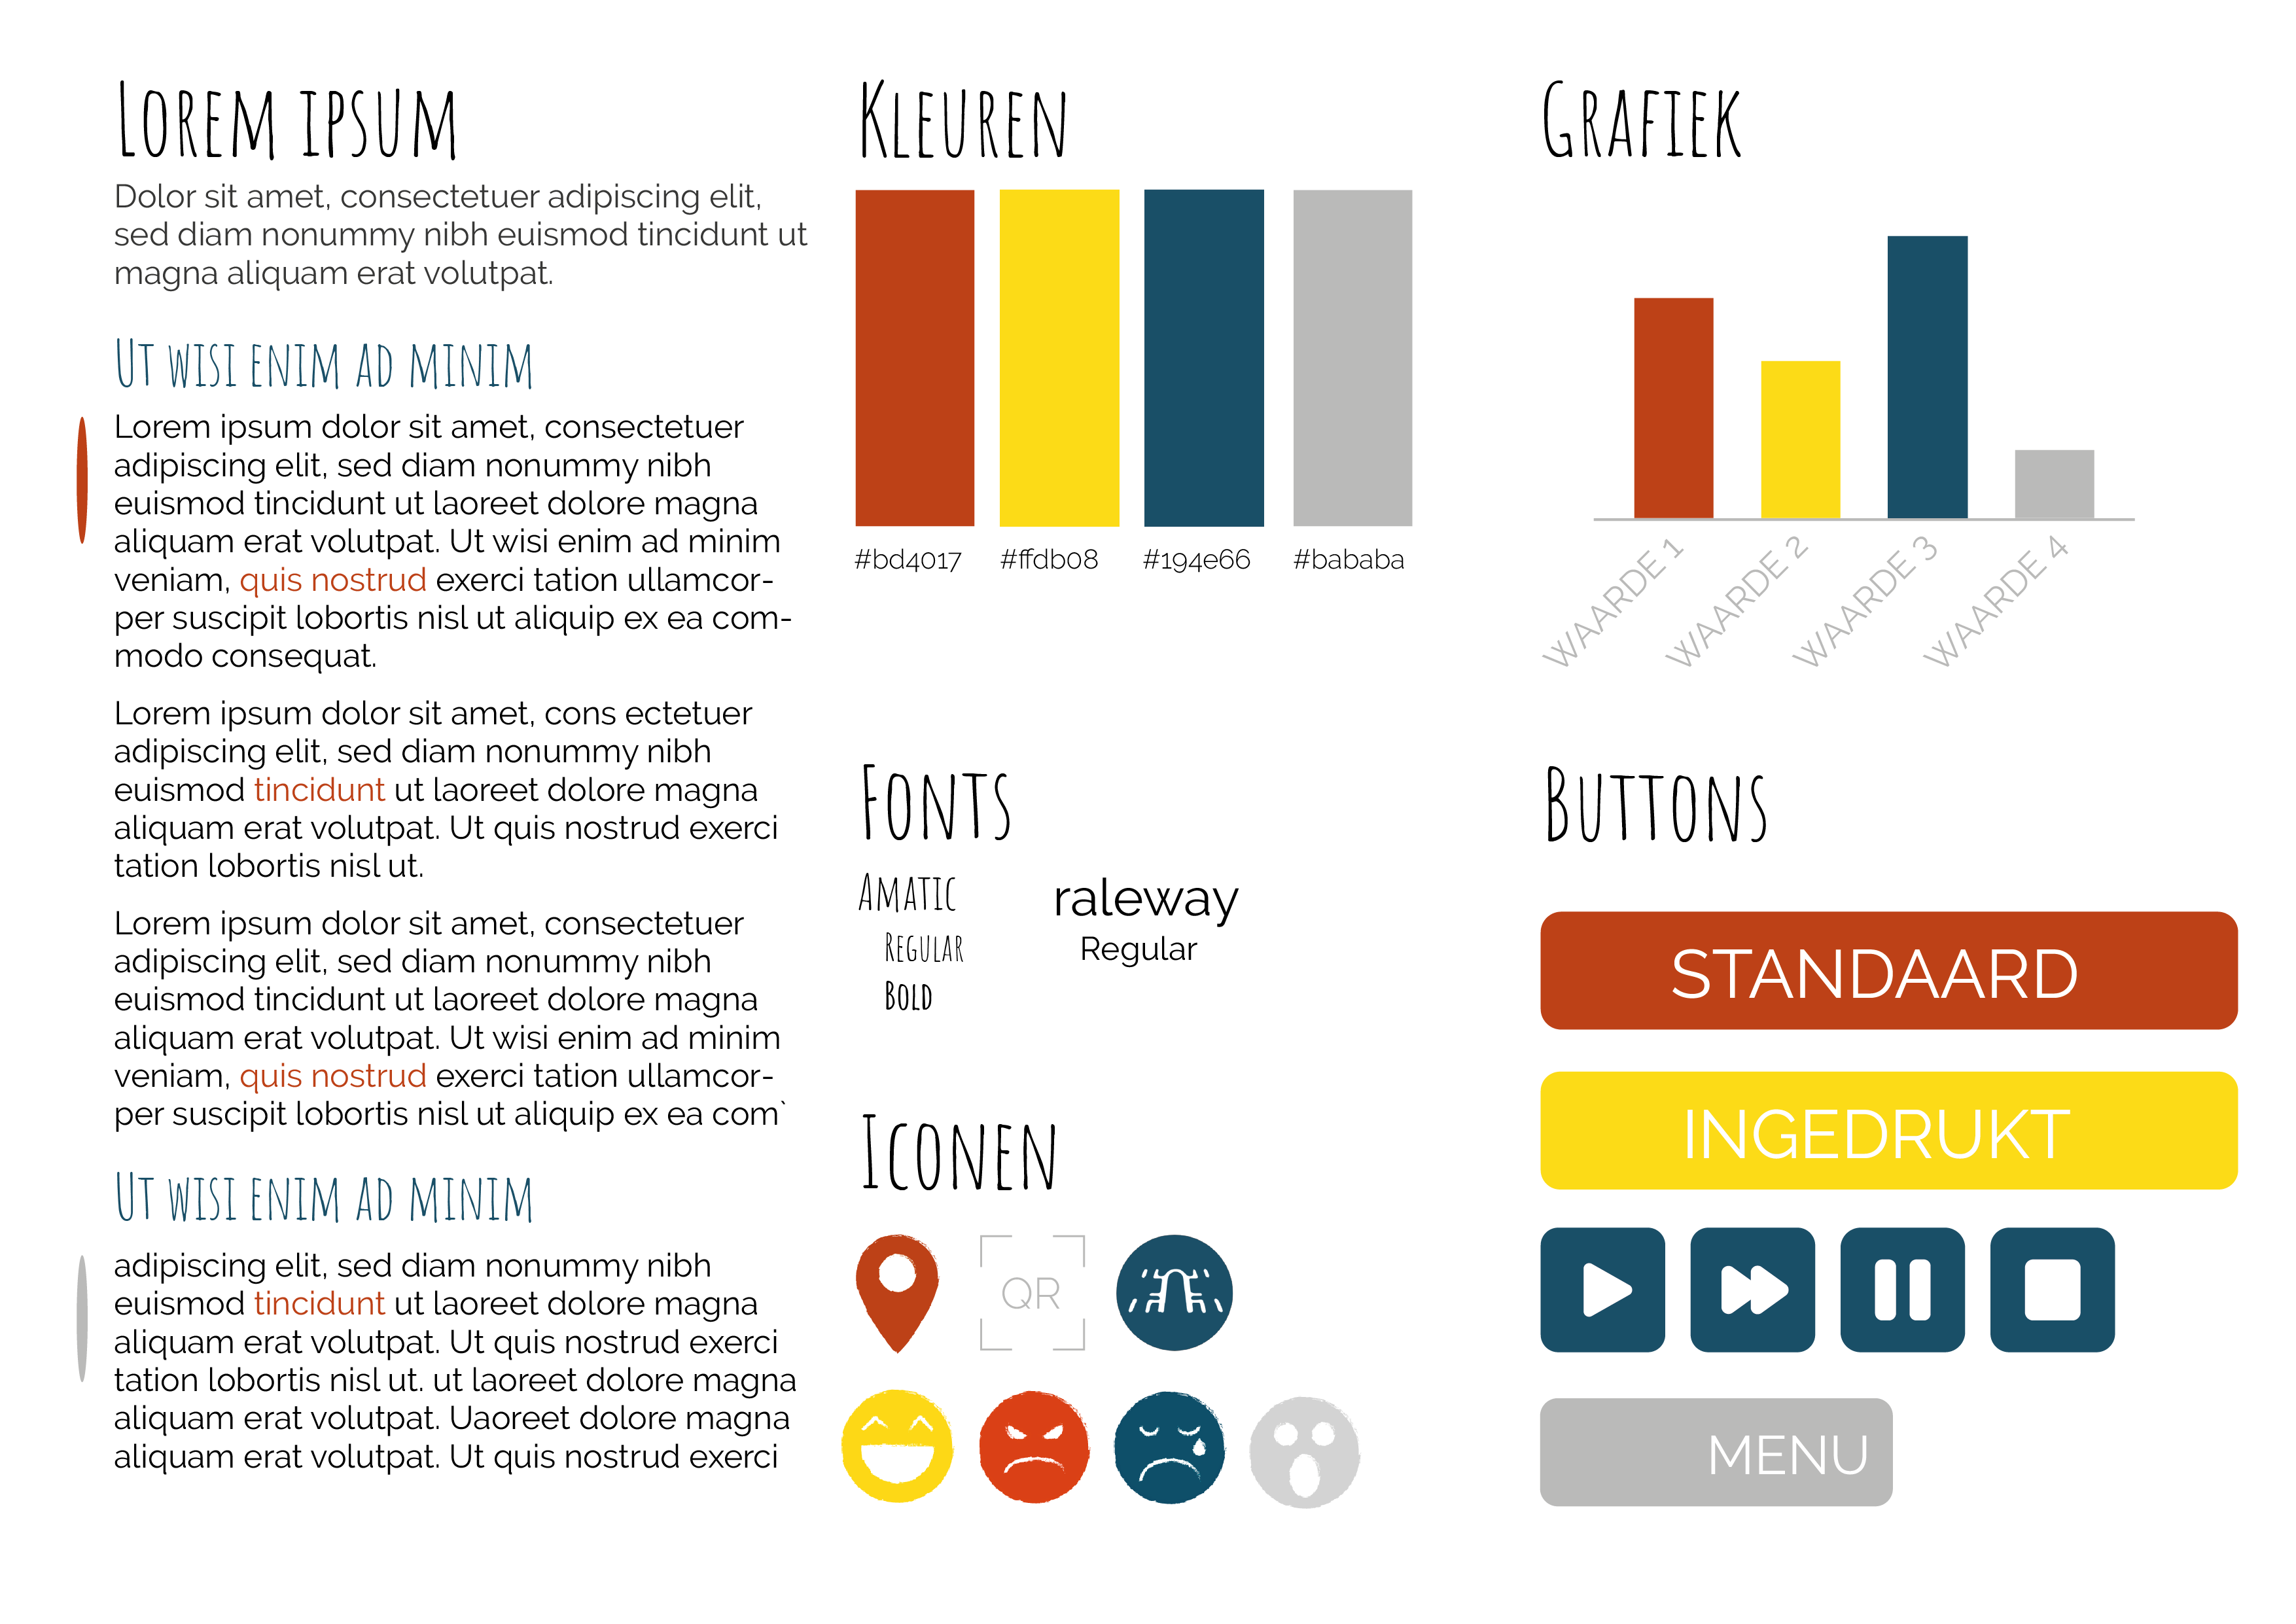 Lorem ipsum
Dolor sit amet, consectetuer adipiscing elit,
sed diam nonummy nibh euismod tincidunt ut
magna aliquam erat volutpat.
Ut wisi enim ad minim
Lorem ipsum dolor sit amet, consectetuer
adipiscing elit, sed diam nonummy nibh
euismod tincidunt ut laoreet dolore magna
aliquam erat volutpat. Ut wisi enim ad minim
veniam, quis nostrud exerci tation ullamcor-
per suscipit lobortis nisl ut aliquip ex ea com-
modo consequat.
Lorem ipsum dolor sit amet, cons ectetuer
adipiscing elit, sed diam nonummy nibh
euismod tincidunt ut laoreet dolore magna
aliquam erat volutpat. Ut quis nostrud exerci
tation lobortis nisl ut.
Lorem ipsum dolor sit amet, consectetuer
adipiscing elit, sed diam nonummy nibh
euismod tincidunt ut laoreet dolore magna
aliquam erat volutpat. Ut wisi enim ad minim
veniam, quis nostrud exerci tation ullamcor-
per suscipit lobortis nisl ut aliquip ex ea com`
Ut wisi enim ad minim
adipiscing elit, sed diam nonummy nibh
euismod tincidunt ut laoreet dolore magna
aliquam erat volutpat. Ut quis nostrud exerci
tation lobortis nisl ut. ut laoreet dolore magna
aliquam erat volutpat. Uaoreet dolore magna
aliquam erat volutpat. Ut quis nostrud exerci
Kleuren
#bd4017 #ffdb08 #194e66 #bababa
Fonts
Amatic
Regular
Bold
raleway
Regular
Iconen
QR
Grafiek
WAARDE 1
WAARDE 2
WAARDE 3
WAARDE 4
Buttons
STANDAARD
INGEDRUKT
MENU